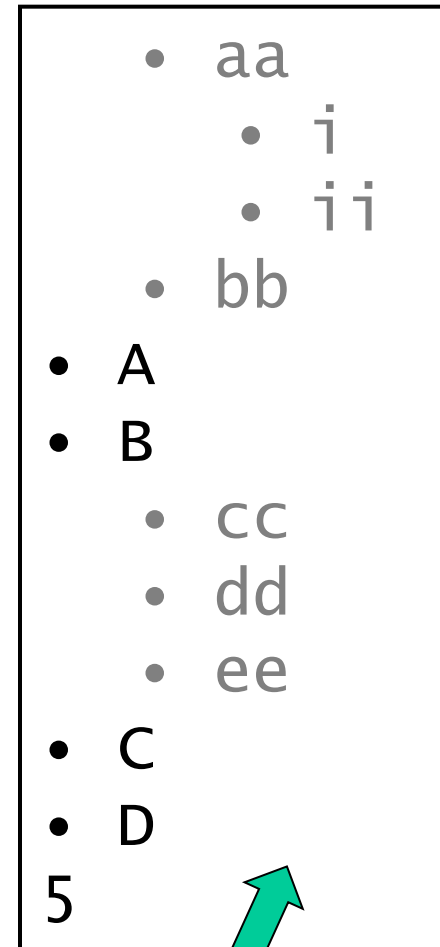 • aa
• i
• ii
• bb
• A
• B
• cc
• dd
• ee
• C
• D
5